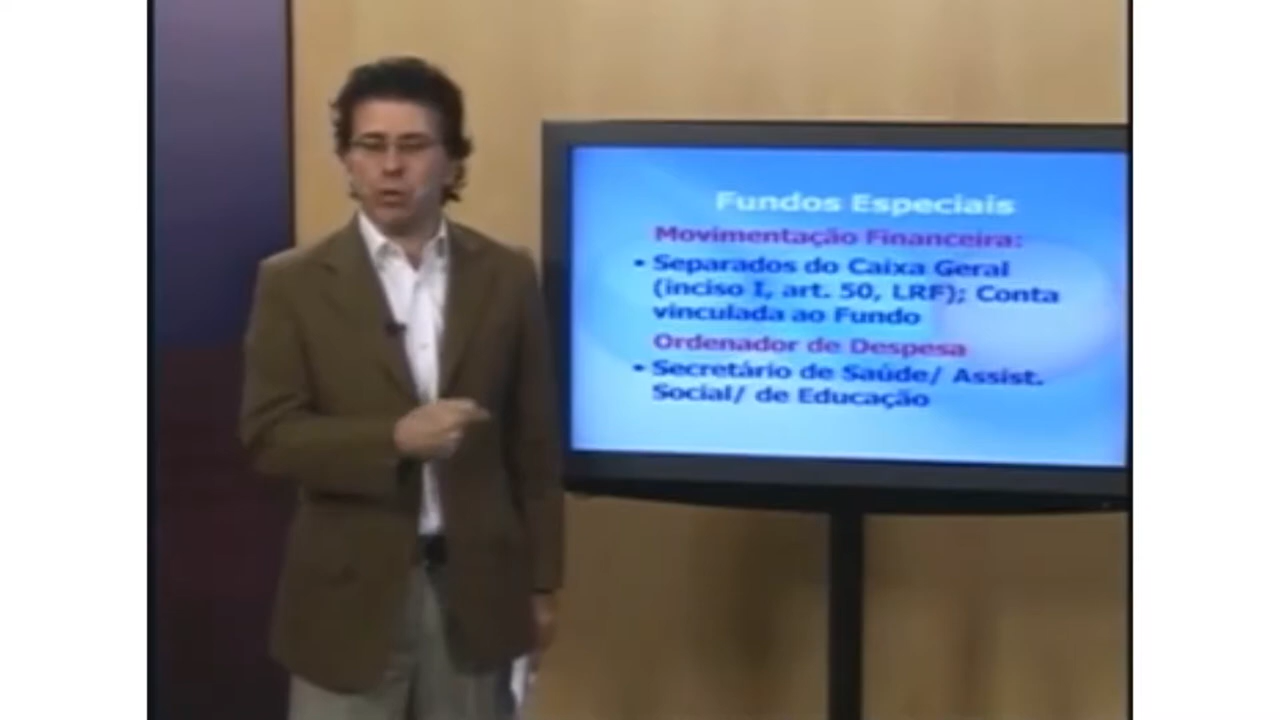 Fundos Especiais
Movimentação Financeira:
• Separados do Caixa Geral
(inciso I, art. 50, LRF); Conta
vinculada ao Fundo
Ordenador de Despesa
• Secretário de Saúde/ Assist.
Social/ de Educação